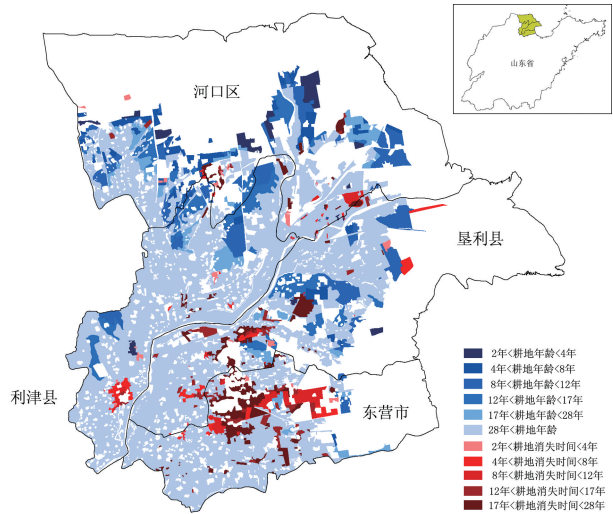 山东省
河口区
垦利县
利津县
东营市
2年<耕地年龄<4年
4年<耕地年龄<8年
8年<耕地年龄<12年
12年<耕地年龄<17年
17年<耕地年龄<28年
28年<耕地年龄
2年<耕地消失时间<4年
4年<耕地消失时间<8年
8年<耕地消失时间<12年
12年<耕地消失时间<17年
17年<耕地消失时间<28年